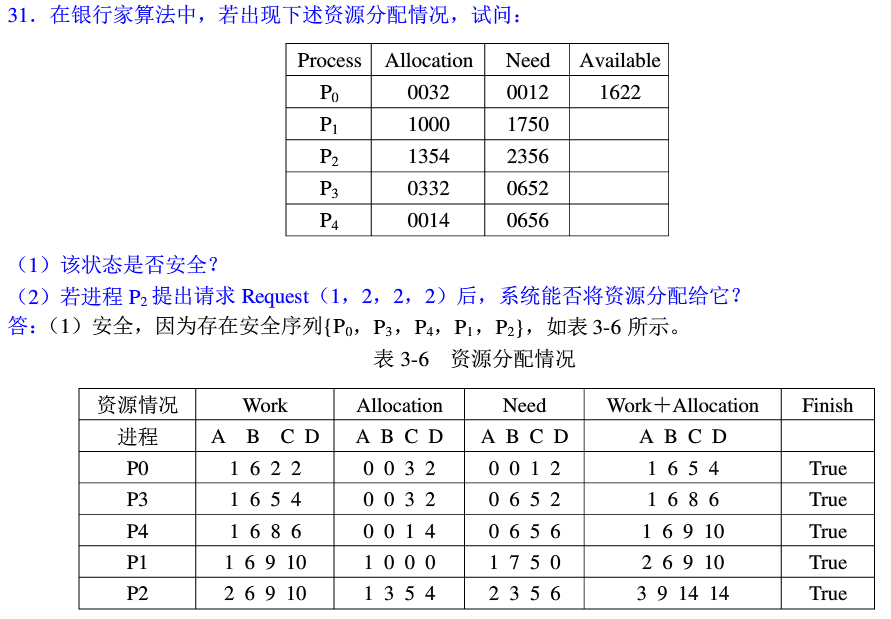 31．在银行家算法中，若出现下述资源分配情况，试问：
Process Allocation Need Available
P0 0032 0012 1622
P1 1000 1750
P2 1354 2356
P3 0332 0652
P4 0014 0656
（1）该状态是否安全？
（2）若进程 P2 提出请求 Request（1，2，2，2）后，系统能否将资源分配给它？
答：（1）安全，因为存在安全序列{P0，P3，P4，P1，P2}，如表 3-6 所示。
表 3-6 资源分配情况
资源情况 Work Allocation Need Work＋Allocation Finish
进程 A B C D A B C D A B C D A B C D
P0 1 6 2 2 0 0 3 2 0 0 1 2 1 6 5 4 True
P3 1 6 5 4 0 0 3 2 0 6 5 2 1 6 8 6 True
P4 1 6 8 6 0 0 1 4 0 6 5 6 1 6 9 10 True
P1 1 6 9 10 1 0 0 0 1 7 5 0 2 6 9 10 True
P2 2 6 9 10 1 3 5 4 2 3 5 6 3 9 14 14 True